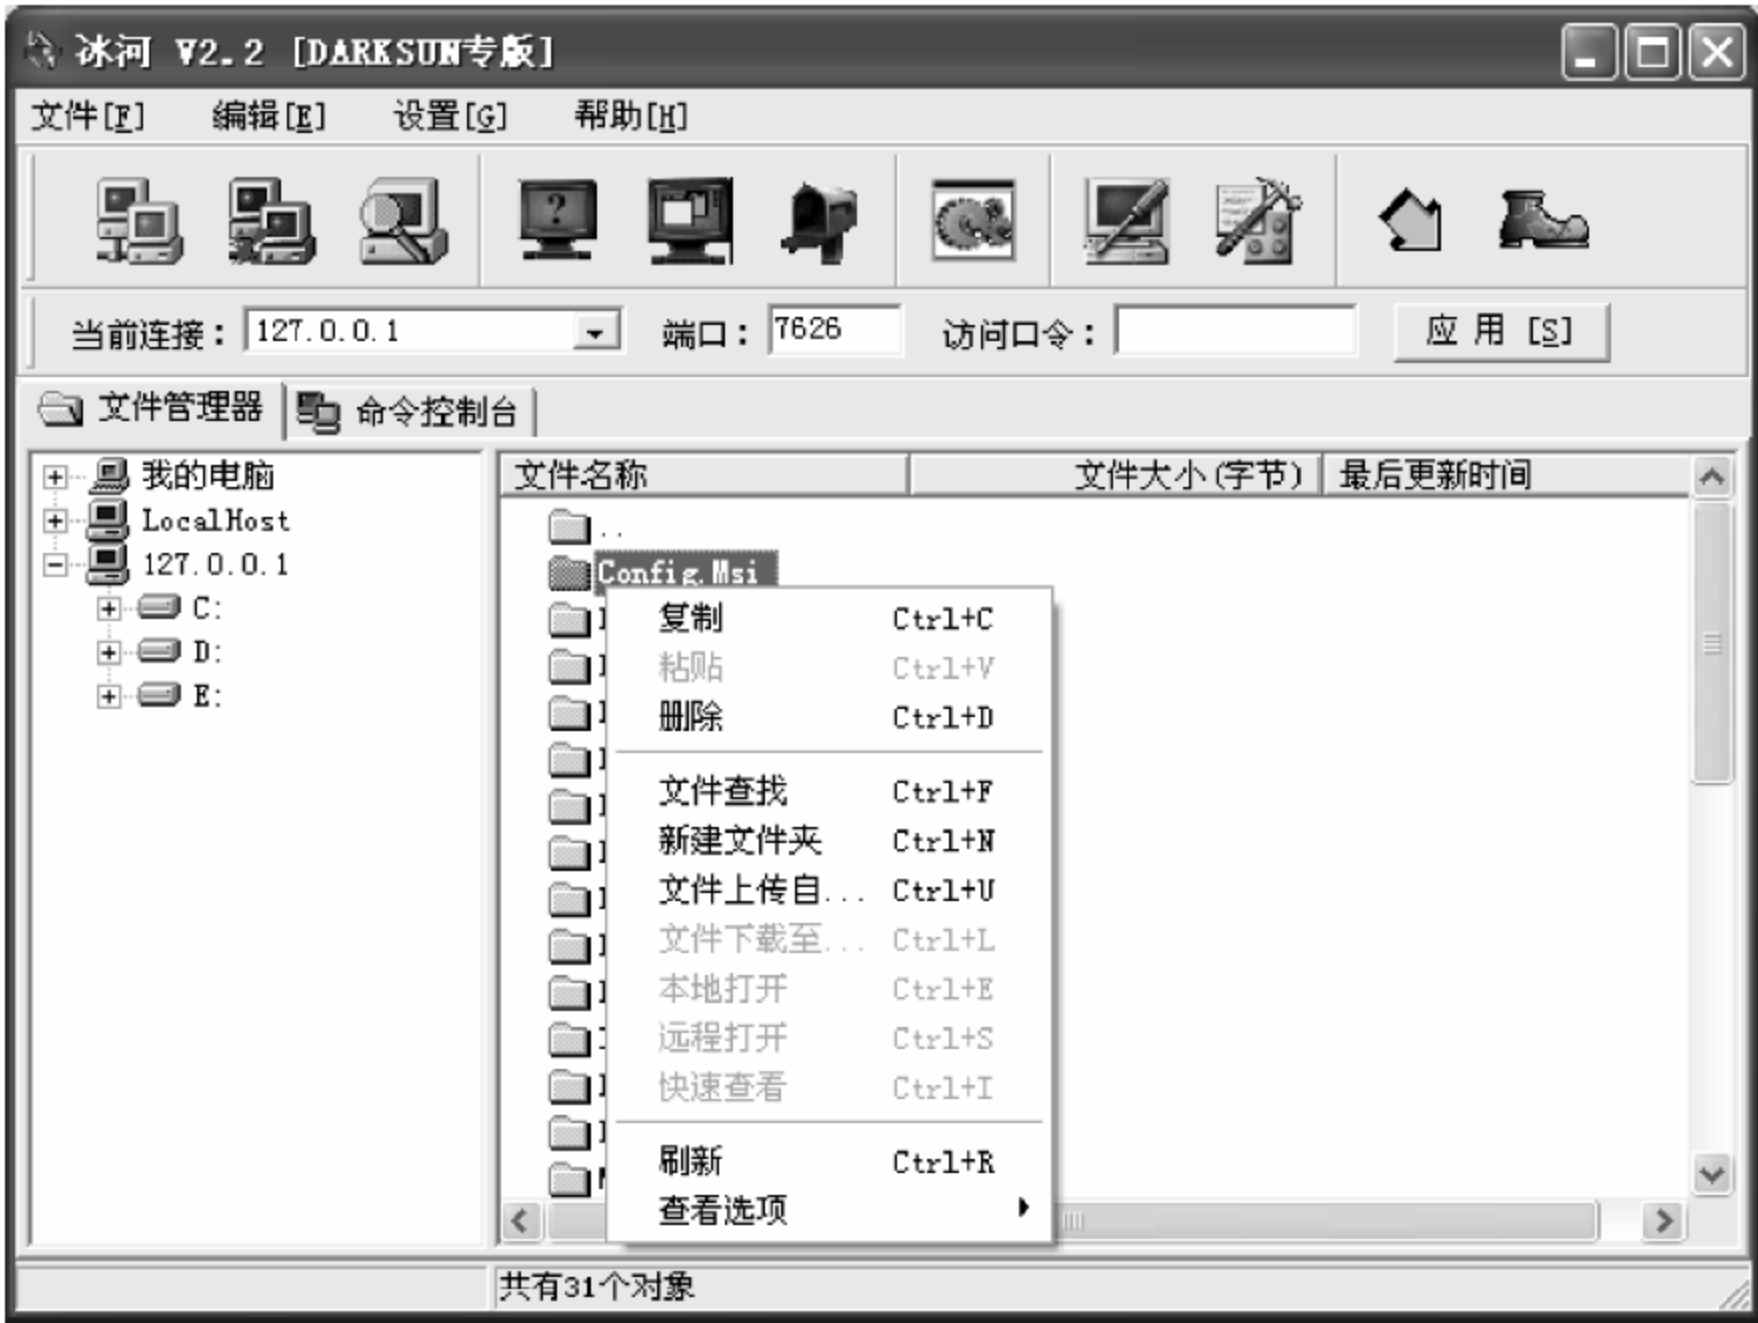 冰河 V2.2 [DARKSUN专版]
文件[F] 编辑[E] 设置[G] 帮助[H]
当前连接： 127.0.0.1 端口： 7626 访问口令： 应 用 [S]
文件管理器 命令控制台
我的电脑
LocalHost
127.0.0.1
C:
D:
E:
文件名称 文件大小(字节) 最后更新时间
..
Config.Msi
复制 Ctrl+C
粘贴 Ctrl+V
删除 Ctrl+D
文件查找 Ctrl+F
新建文件夹 Ctrl+N
文件上传自... Ctrl+U
文件下载至... Ctrl+L
本地打开 Ctrl+E
远程打开 Ctrl+S
快速查看 Ctrl+I
刷新 Ctrl+R
查看选项
共有31个对象